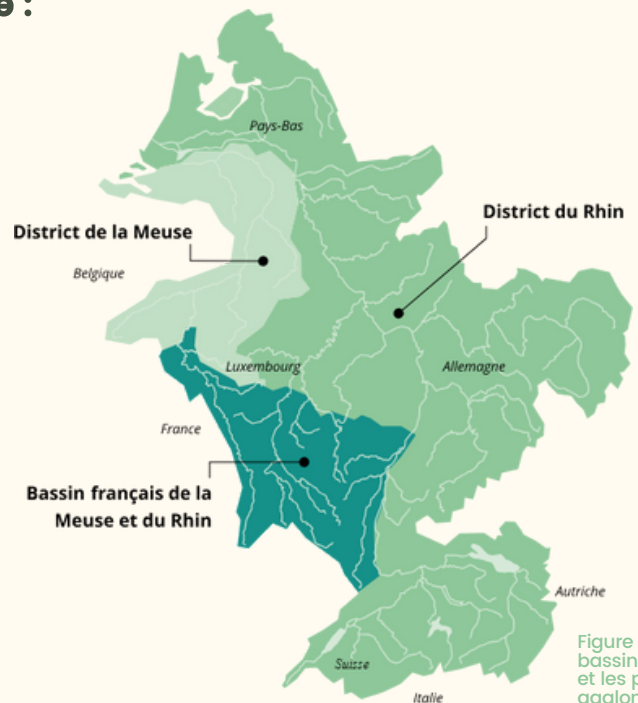 e :
Pays-Bas
District du Rhin
District de la Meuse
Belgique
Luxembourg
Allemagne
France
Bassin français de la
Meuse et du Rhin
Autriche
Figure
bassin
et les p
agglon
Suisse
Italie